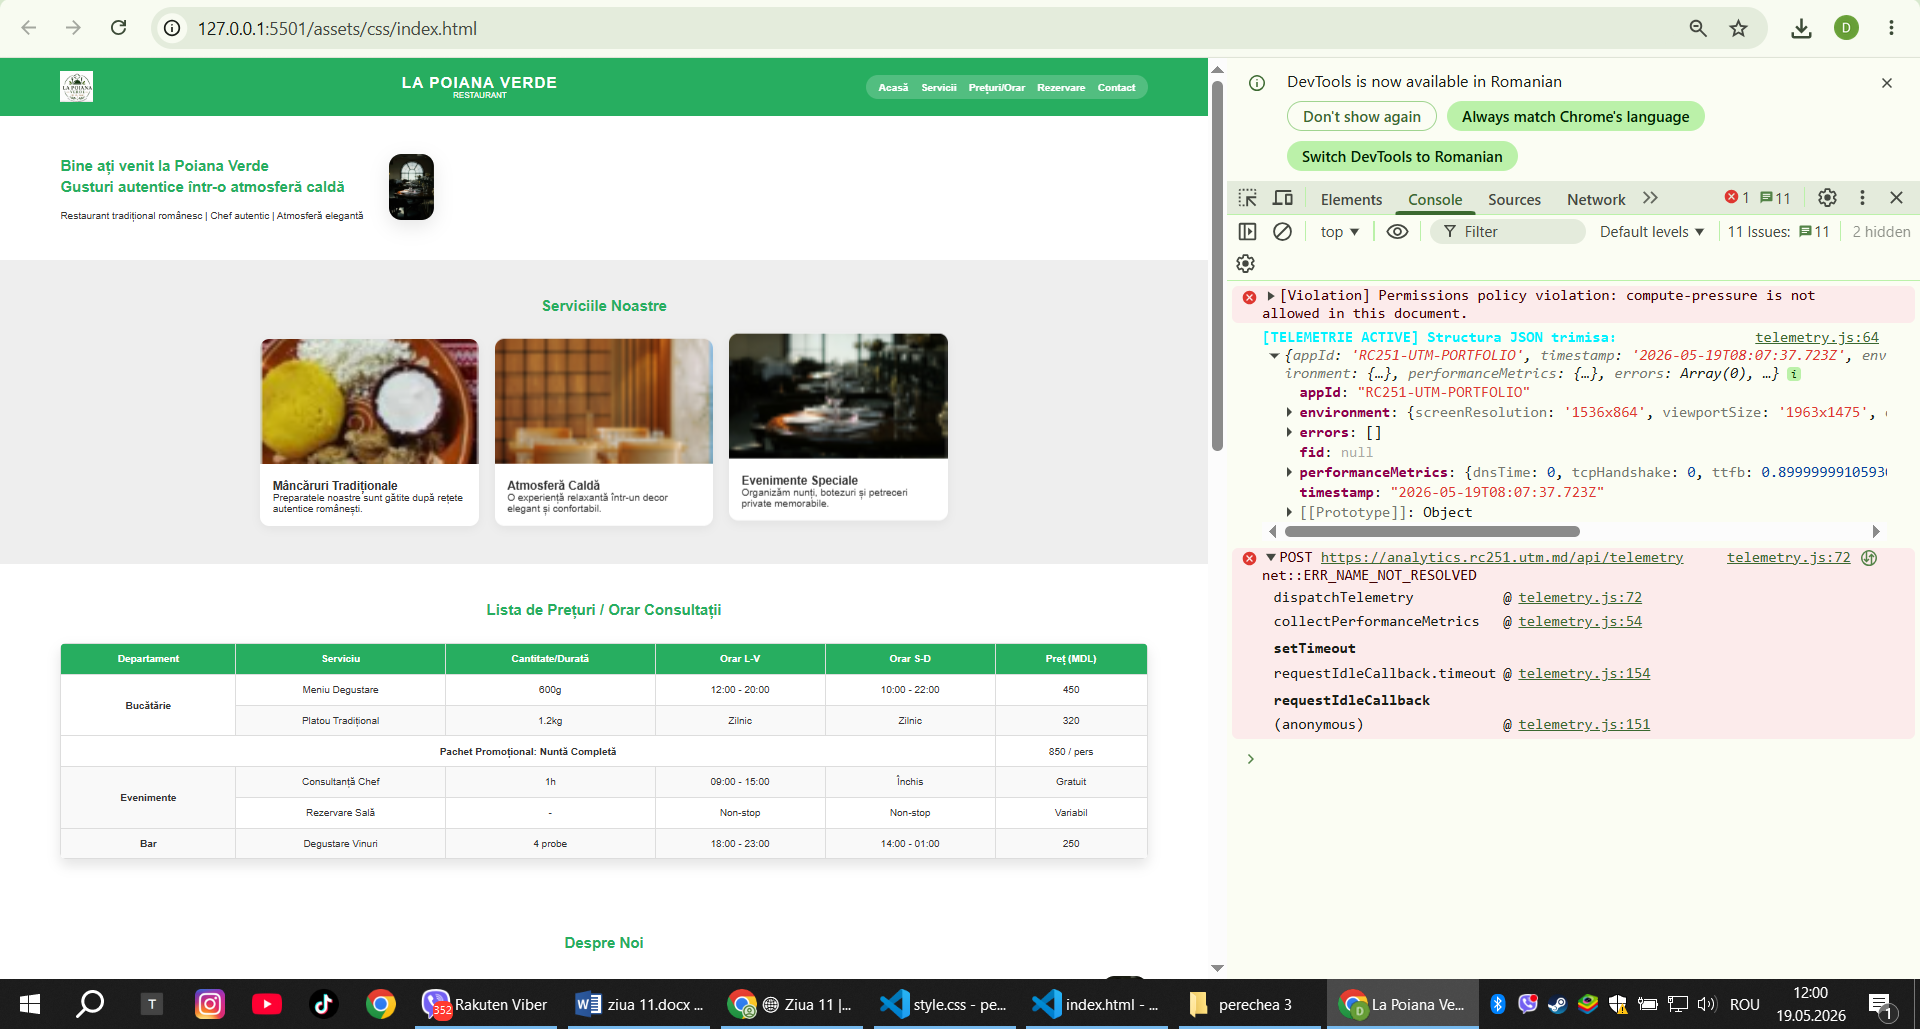 127.0.0.1:5501/assets/css/index.html
D
LA POIANA VERDE
RESTAURANT
Acasă Servicii Prețuri/Orar Rezervare Contact
Bine ați venit la Poiana Verde
Gusturi autentice într-o atmosferă caldă
Restaurant tradițional românesc | Chef autentic | Atmosferă elegantă
Serviciile Noastre
Mâncăruri Tradiționale
Preparatele noastre sunt gătite după rețete
autentice românești.
Atmosferă Caldă
O experiență relaxantă într-un decor
elegant și confortabil.
Evenimente Speciale
Organizăm nunți, botezuri și petreceri
private memorabile.
Lista de Prețuri / Orar Consultații
Departament Serviciu Cantitate/Durată Orar L-V Orar S-D Preț (MDL)
Bucătărie Meniu Degustare 600g 12:00 - 20:00 10:00 - 22:00 450
Platou Tradițional 1.2kg Zilnic Zilnic 320
Pachet Promoțional: Nuntă Completă 850 / pers
Evenimente Consultanță Chef 1h 09:00 - 15:00 Închis Gratuit
Rezervare Sală - Non-stop Non-stop Variabil
Bar Degustare Vinuri 4 probe 18:00 - 23:00 14:00 - 01:00 250
Despre Noi
DevTools is now available in Romanian
Don't show again Always match Chrome's language
Switch DevTools to Romanian
Elements Console Sources Network 1 11
top Filter Default levels 11 Issues: 11 2 hidden
[Violation] Permissions policy violation: compute-pressure is not
allowed in this document.
[TELEMETRIE ACTIVE] Structura JSON trimisa: telemetry.js:64
{appId: 'RC251-UTM-PORTFOLIO', timestamp: '2026-05-19T08:07:37.723Z', env
ironment: {…}, performanceMetrics: {…}, errors: Array(0), …} i
appId: "RC251-UTM-PORTFOLIO"
environment: {screenResolution: '1536x864', viewportSize: '1963x1475',
errors: []
fid: null
performanceMetrics: {dnsTime: 0, tcpHandshake: 0, ttfb: 0.8999999910593
timestamp: "2026-05-19T08:07:37.723Z"
[[Prototype]]: Object
POST https://analytics.rc251.utm.md/api/telemetry telemetry.js:72
net::ERR_NAME_NOT_RESOLVED
dispatchTelemetry @ telemetry.js:72
collectPerformanceMetrics @ telemetry.js:54
setTimeout
requestIdleCallback.timeout @ telemetry.js:154
requestIdleCallback
(anonymous) @ telemetry.js:151
T 352 Rakuten Viber ziua 11.docx ... Ziua 11 |... style.css - pe... index.html - ... perechea 3 D La Poiana Ve... ROU 12:00
19.05.2026
1